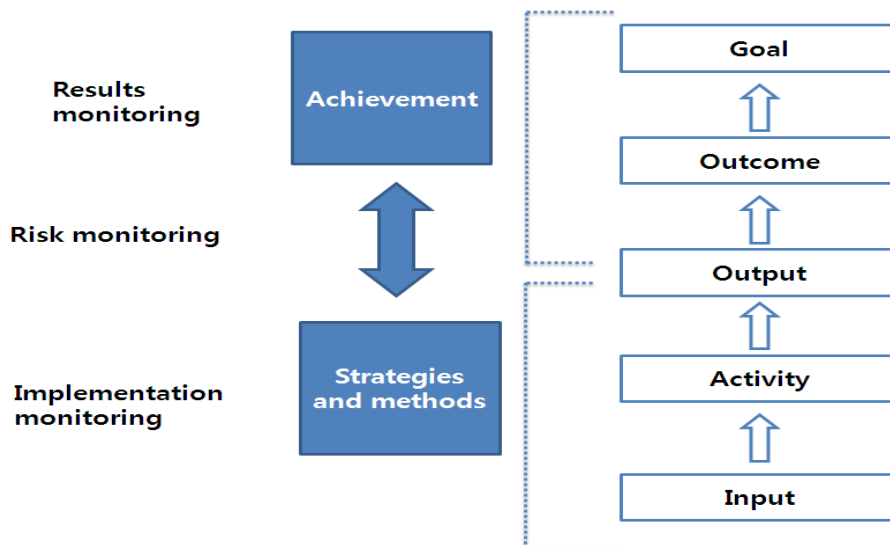 Results
monitoring
Achievement
Risk monitoring
Implementation
monitoring
Strategies
and methods
Goal
Outcome
Output
Activity
Input